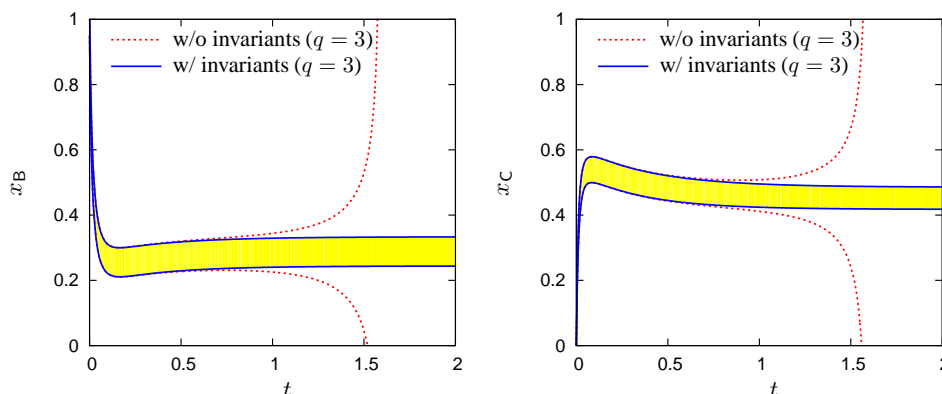 w/o invariants (q = 3)
w/ invariants (q = 3)
1
0.8
0.6
0.4
0.2
0
x_B
0 0.5 1 1.5 2
t
w/o invariants (q = 3)
w/ invariants (q = 3)
1
0.8
0.6
0.4
0.2
0
x_C
0 0.5 1 1.5 2
t